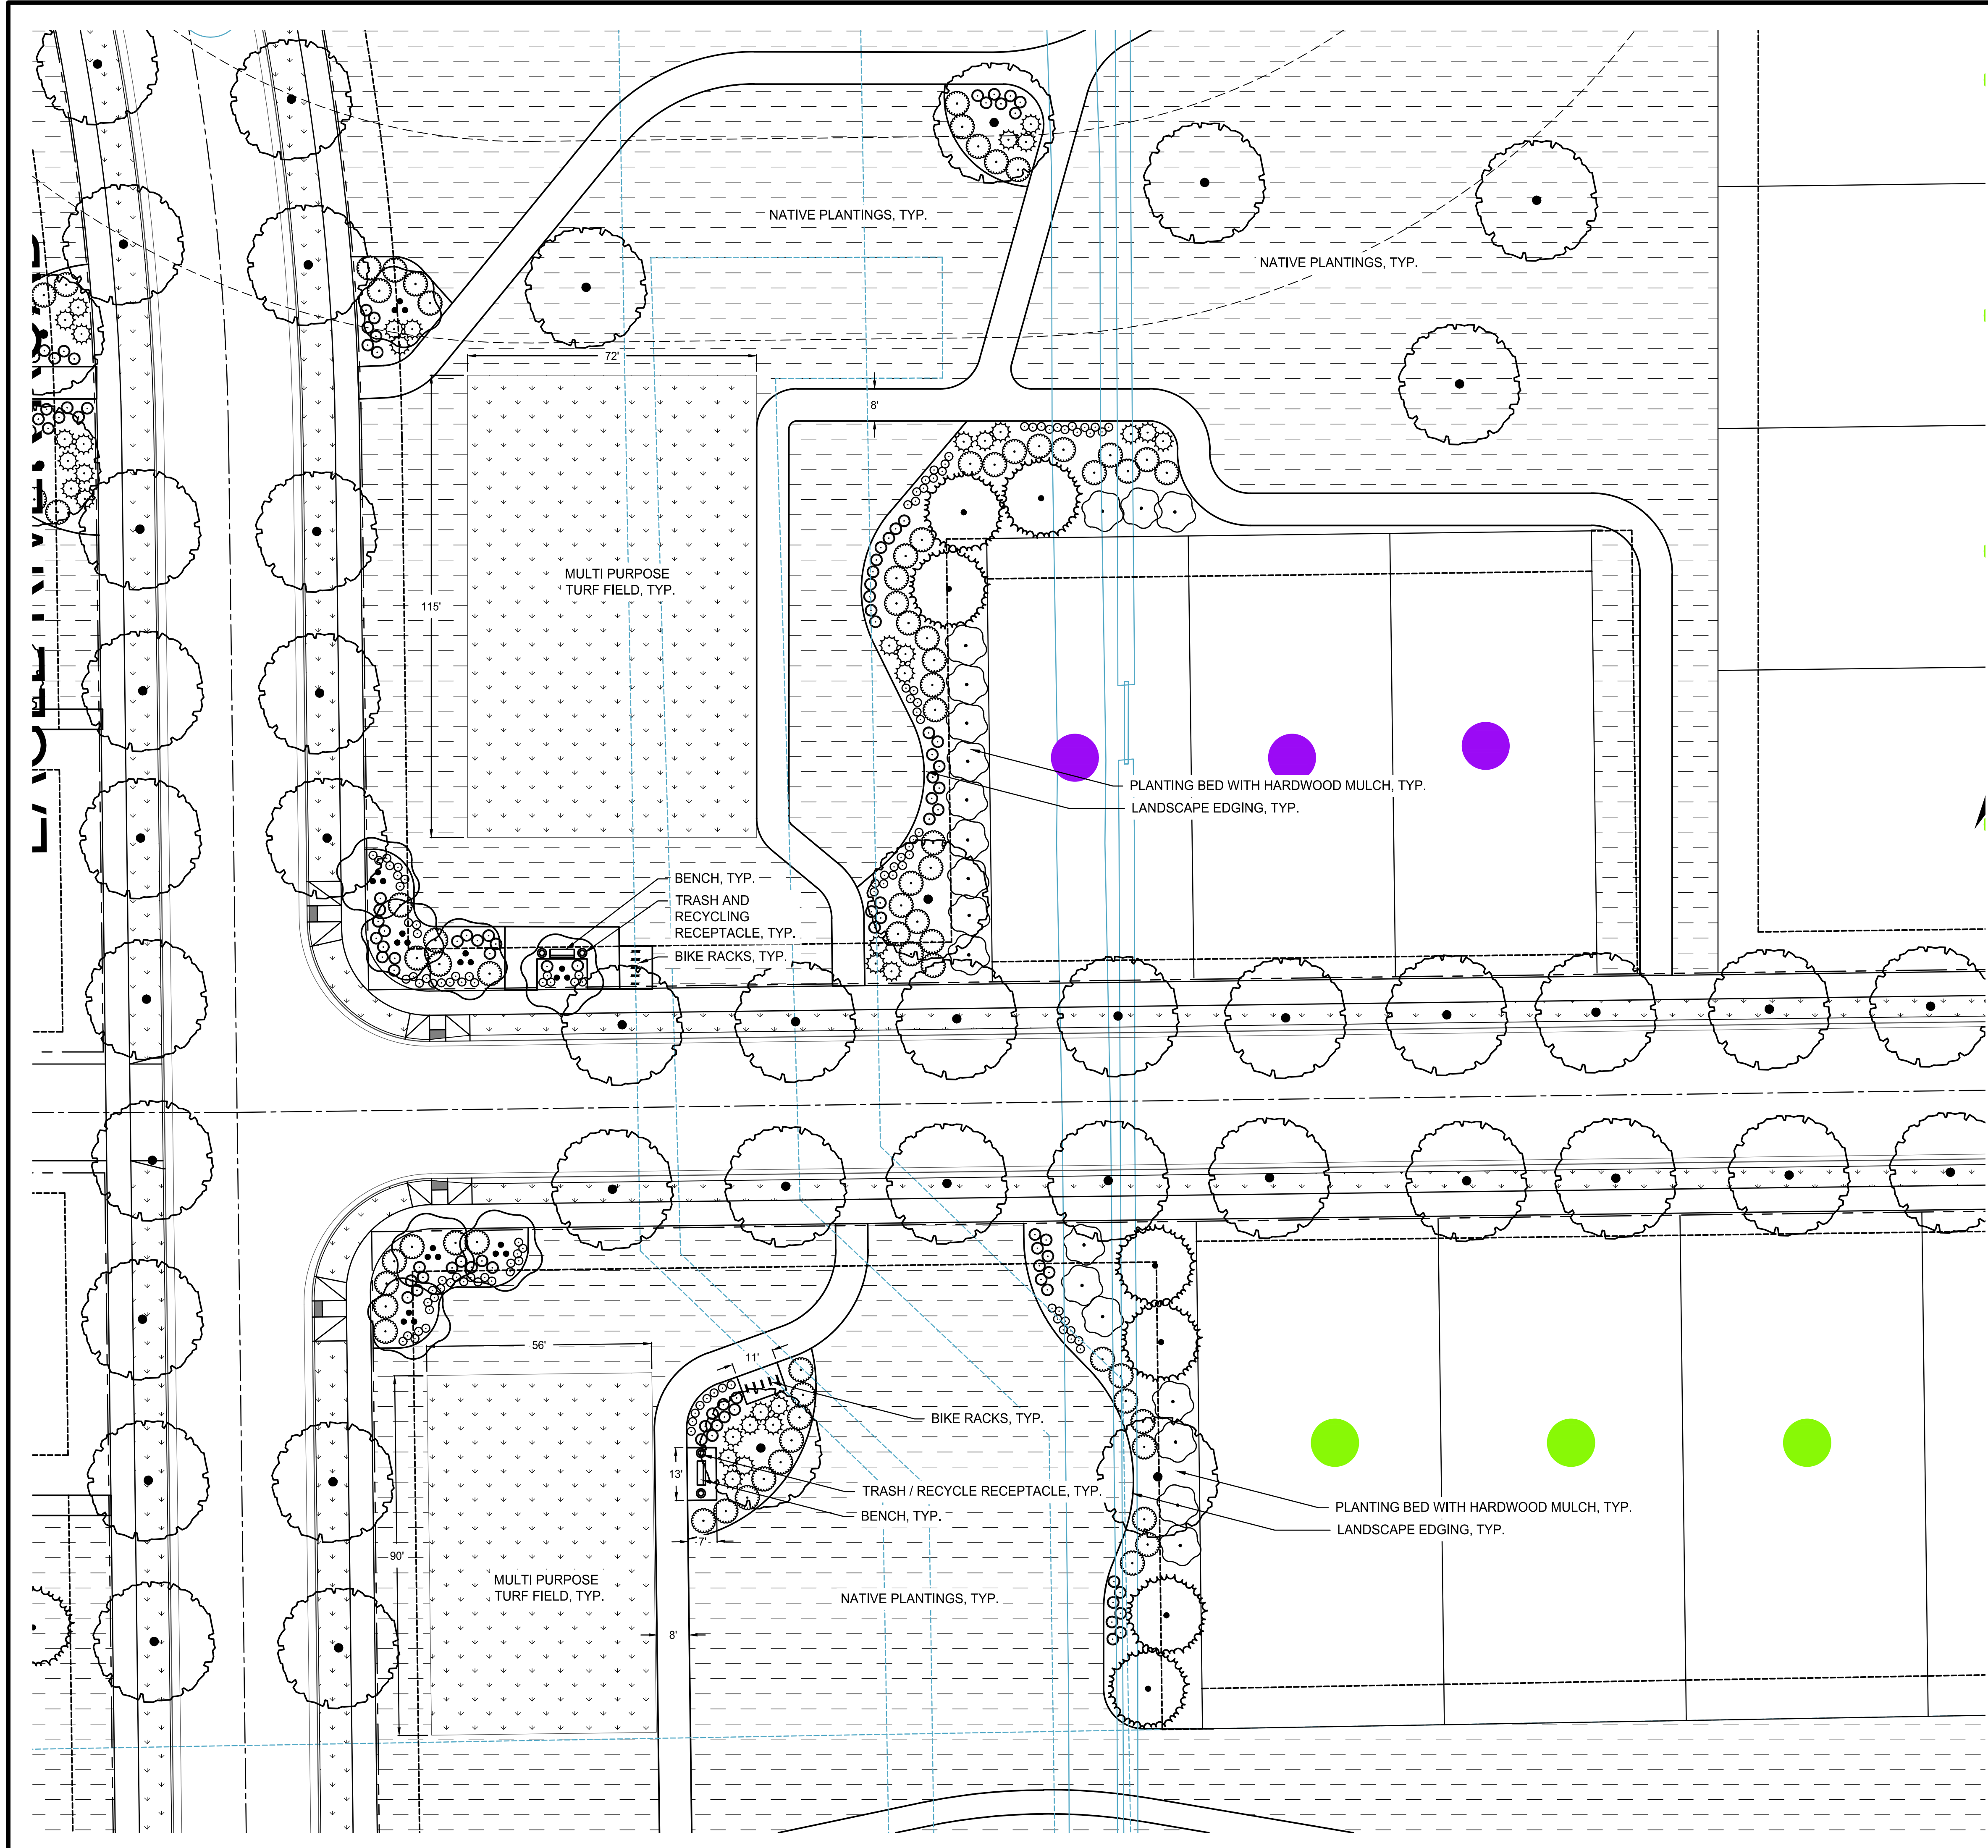 NATIVE PLANTINGS, TYP.
NATIVE PLANTINGS, TYP.
72'
8'
MULTI PURPOSE
TURF FIELD, TYP.
115'
PLANTING BED WITH HARDWOOD MULCH, TYP.
LANDSCAPE EDGING, TYP.
BENCH, TYP.
TRASH AND
RECYCLING
RECEPTACLE, TYP.
BIKE RACKS, TYP.
56'
11'
BIKE RACKS, TYP.
13'
TRASH / RECYCLE RECEPTACLE, TYP.
BENCH, TYP.
7'
PLANTING BED WITH HARDWOOD MULCH, TYP.
LANDSCAPE EDGING, TYP.
90'
MULTI PURPOSE
TURF FIELD, TYP.
NATIVE PLANTINGS, TYP.
8'